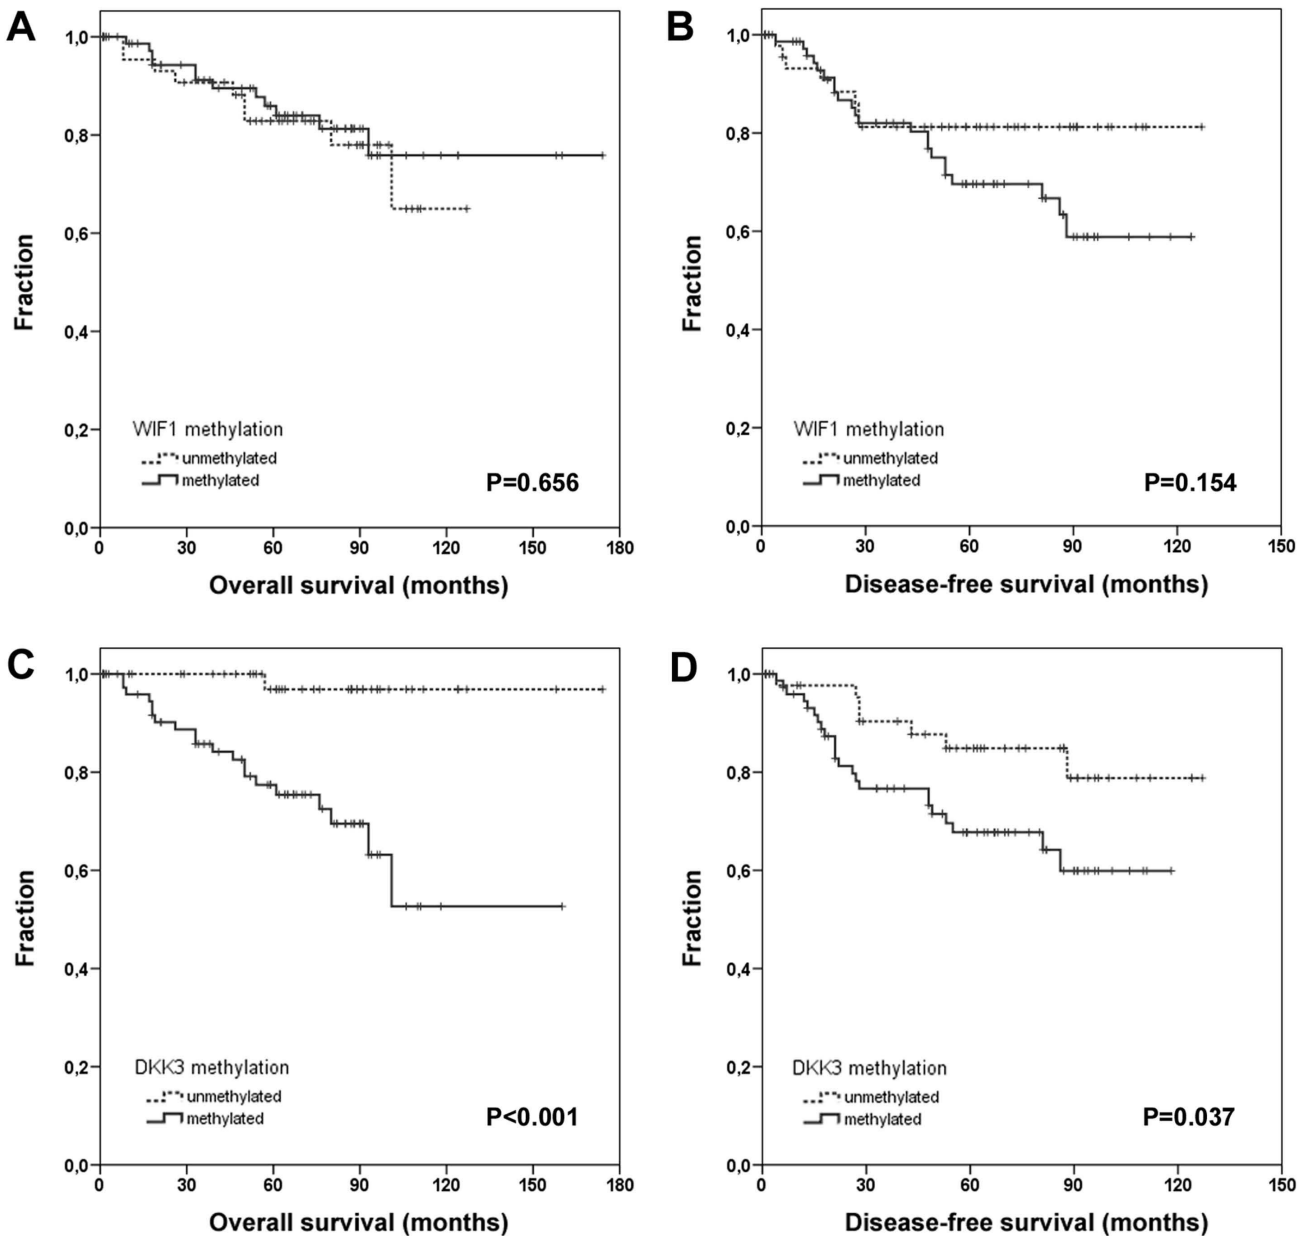 A
1,0
0,8
0,6
0,4
0,2
0,0
Fraction
WIF1 methylation
unmethylated
methylated
P=0.656
0 30 60 90 120 150 180
Overall survival (months)
B
1,0
0,8
0,6
0,4
0,2
0,0
Fraction
WIF1 methylation
unmethylated
methylated
P=0.154
0 30 60 90 120 150
Disease-free survival (months)
C
1,0
0,8
0,6
0,4
0,2
0,0
Fraction
DKK3 methylation
unmethylated
methylated
P<0.001
0 30 60 90 120 150 180
Overall survival (months)
D
1,0
0,8
0,6
0,4
0,2
0,0
Fraction
DKK3 methylation
unmethylated
methylated
P=0.037
0 30 60 90 120 150
Disease-free survival (months)